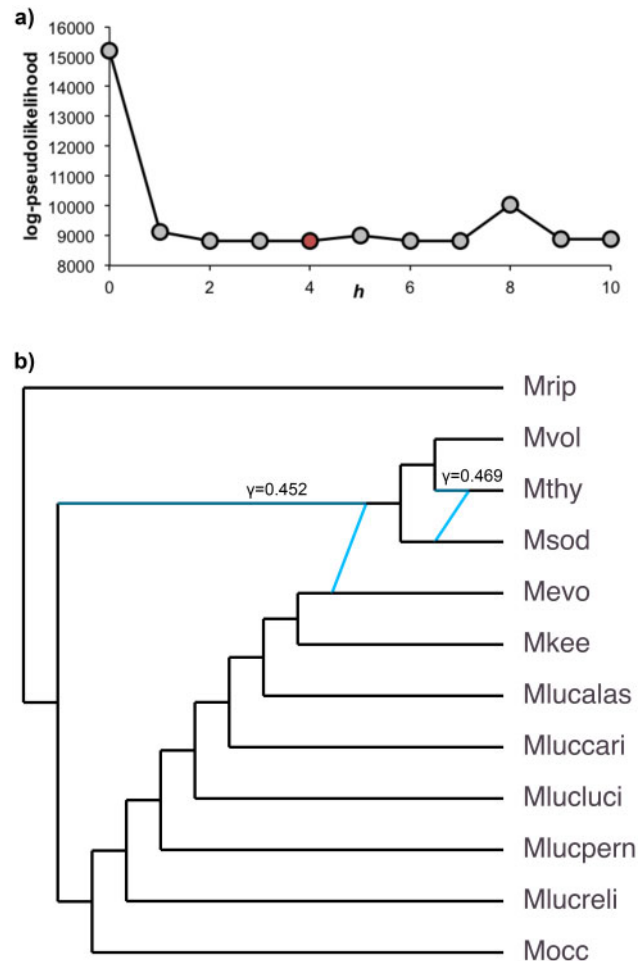 a)
log-pseudolikelihood
16000
15000
14000
13000
12000
11000
10000
9000
8000
0 2 4 6 8 10
h
b)
Mrip
Mvol
γ=0.469
Mthy
γ=0.452
Msod
Mevo
Mkee
Mlucalas
Mluccari
Mlucluci
Mlucpern
Mlucreli
Mocc